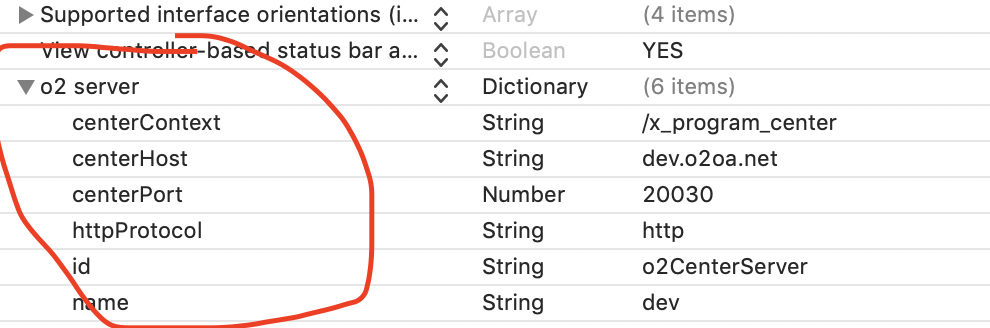 Supported interface orientations (i... Array (4 items)
View controller-based status bar a... Boolean YES
o2 server Dictionary (6 items)
centerContext String /x_program_center
centerHost String dev.o2oa.net
centerPort Number 20030
httpProtocol String http
id String o2CenterServer
name String dev